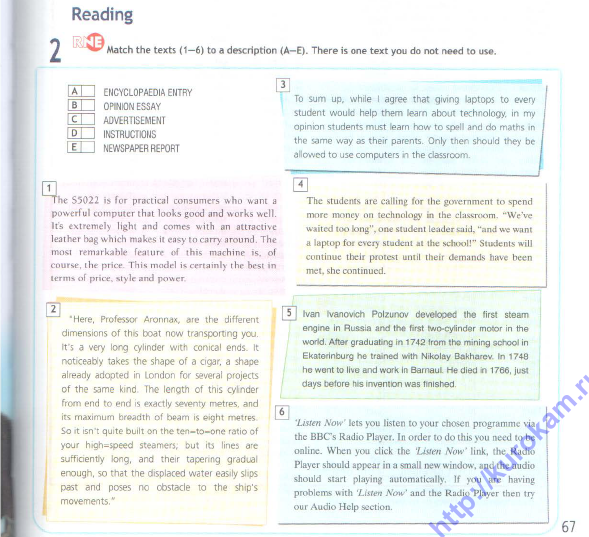 Reading
2 RNE Match the texts (1–6) to a description (A–E). There is one text you do not need to use.
A ENCYCLOPAEDIA ENTRY
B OPINION ESSAY
C ADVERTISEMENT
D INSTRUCTIONS
E NEWSPAPER REPORT
3
To sum up, while I agree that giving laptops to every
student would help them learn about technology, in my
opinion students must learn how to spell and do maths in
the same way as their parents. Only then should they be
allowed to use computers in the classroom.
1
The S5022 is for practical consumers who want a
powerful computer that looks good and works well.
It's extremely light and comes with an attractive
leather bag which makes it easy to carry around. The
most remarkable feature of this machine is, of
course, the price. This model is certainly the best in
terms of price, style and power.
4
The students are calling for the government to spend
more money on technology in the classroom. "We've
waited too long", one student leader said, "and we want
a laptop for every student at the school!" Students will
continue their protest until their demands have been
met, she continued.
2
"Here, Professor Aronnax, are the different
dimensions of this boat now transporting you.
It's a very long cylinder with conical ends. It
noticeably takes the shape of a cigar, a shape
already adopted in London for several projects
of the same kind. The length of this cylinder
from end to end is exactly seventy metres, and
its maximum breadth of beam is eight metres.
So it isn't quite built on the ten=to=one ratio of
your high=speed steamers; but its lines are
sufficiently long, and their tapering gradual
enough, so that the displaced water easily slips
past and poses no obstacle to the ship's
movements."
5
Ivan Ivanovich Polzunov developed the first steam
engine in Russia and the first two-cylinder motor in the
world. After graduating in 1742 from the mining school in
Ekaterinburg he trained with Nikolay Bakharev. In 1748
he went to live and work in Barnaul. He died in 1766, just
days before his invention was finished.
6
'Listen Now' lets you listen to your chosen programme via
the BBC's Radio Player. In order to do this you need to be
online. When you click the 'Listen Now' link, the Radio
Player should appear in a small new window, and the audio
should start playing automatically. If you are having
problems with 'Listen Now' and the Radio Player then try
our Audio Help section.
67
http://kurokam.ru